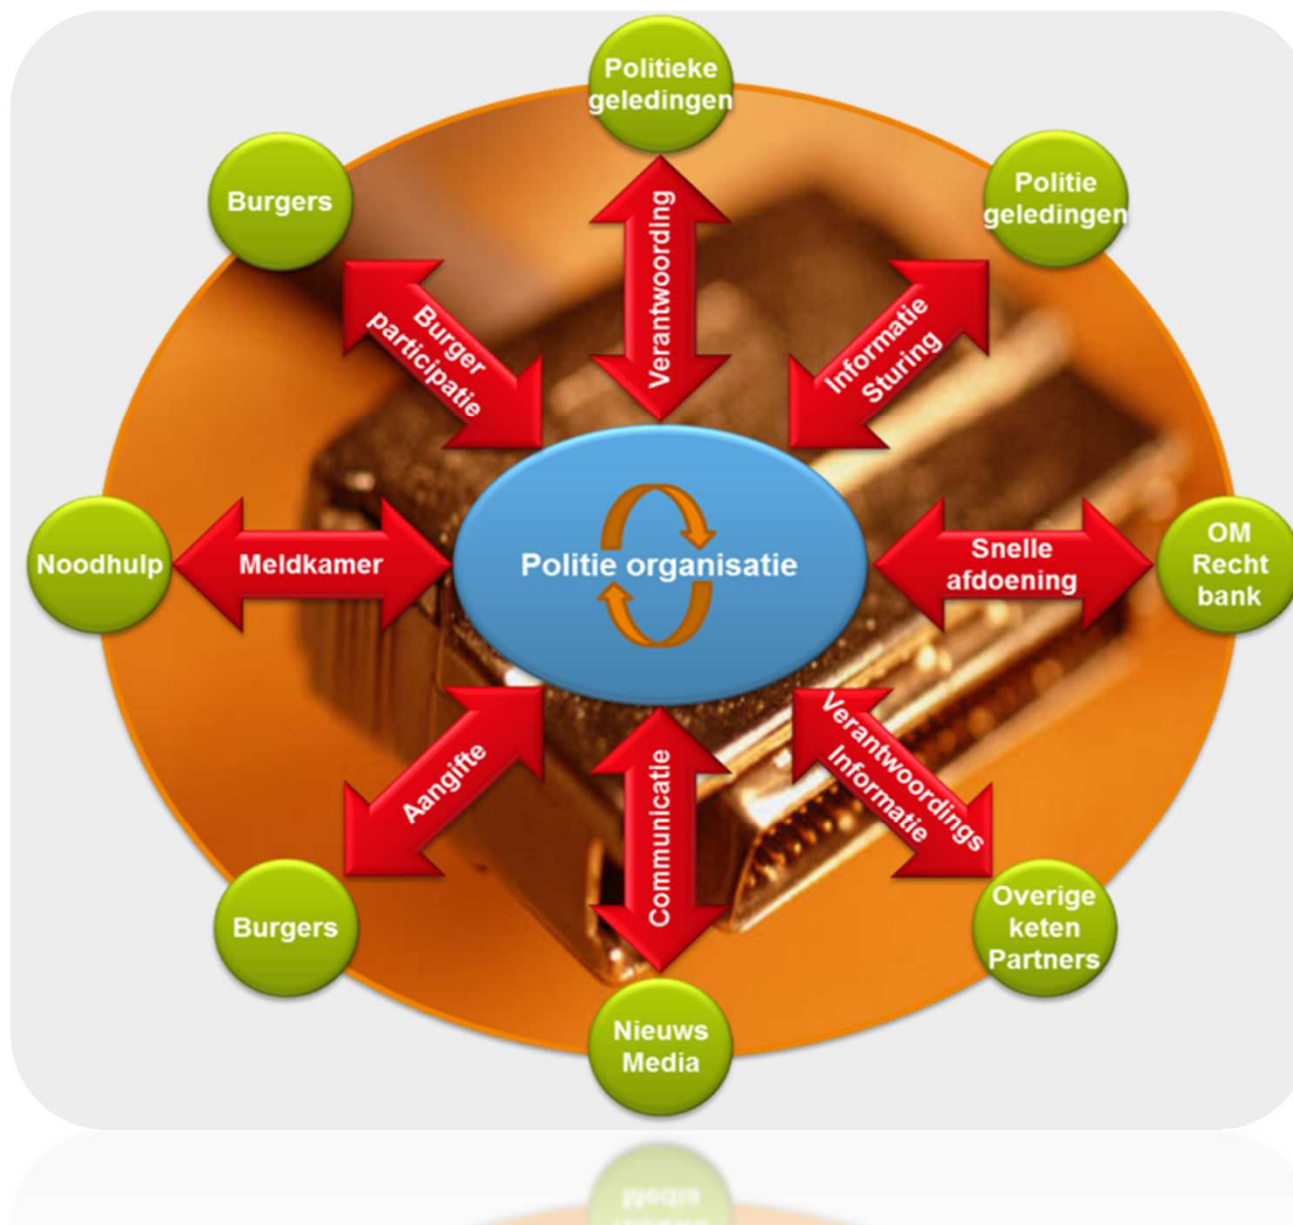 Politieke
geledingen
Burgers
Politie
geledingen
Verantwoording
Burger
participatie
Informatie
Sturing
Noodhulp
Meldkamer
Politie organisatie
Snelle
afdoening
OM
Recht
bank
Aangifte
Communicatie
Verantwoordings
Informatie
Burgers
Overige
keten
Partners
Nieuws
Media